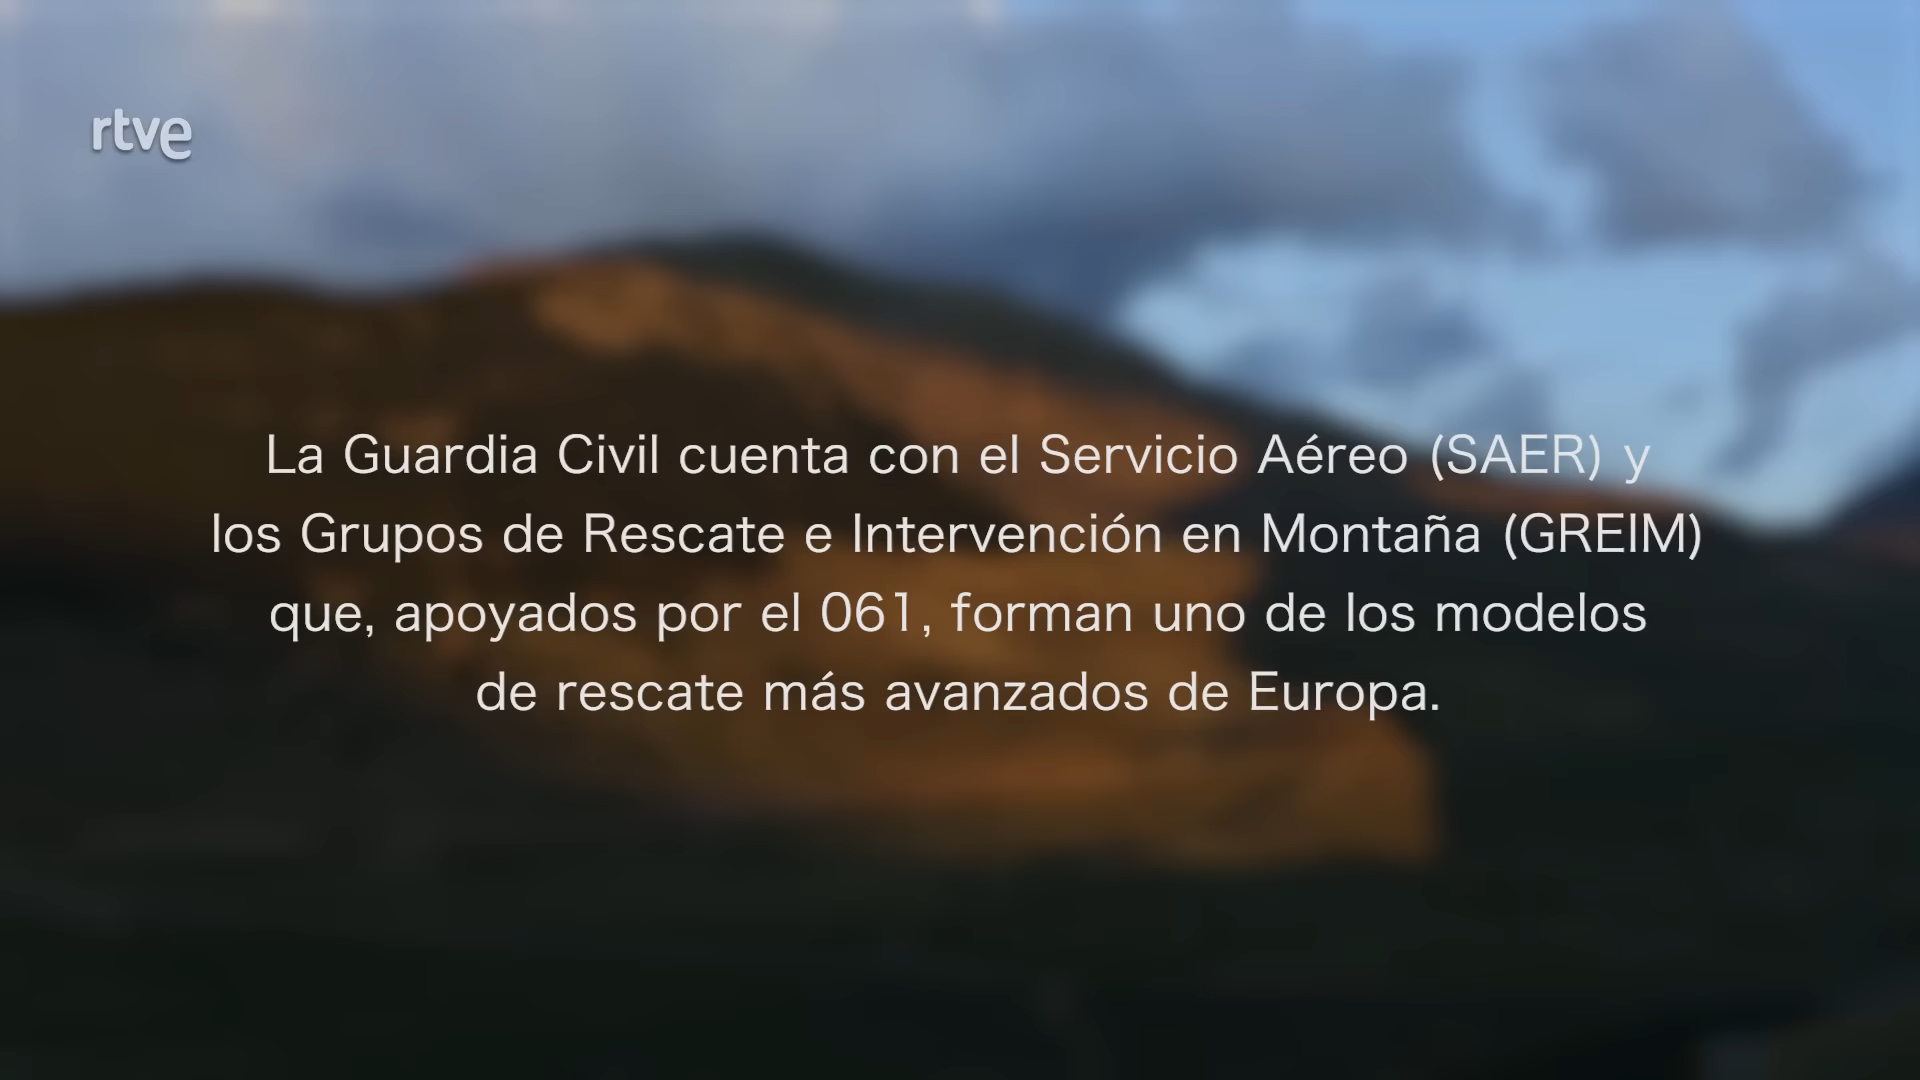 rtve
La Guardia Civil cuenta con el Servicio Aéreo (SAER) y
los Grupos de Rescate e Intervención en Montaña (GREIM)
que, apoyados por el 061, forman uno de los modelos
de rescate más avanzados de Europa.